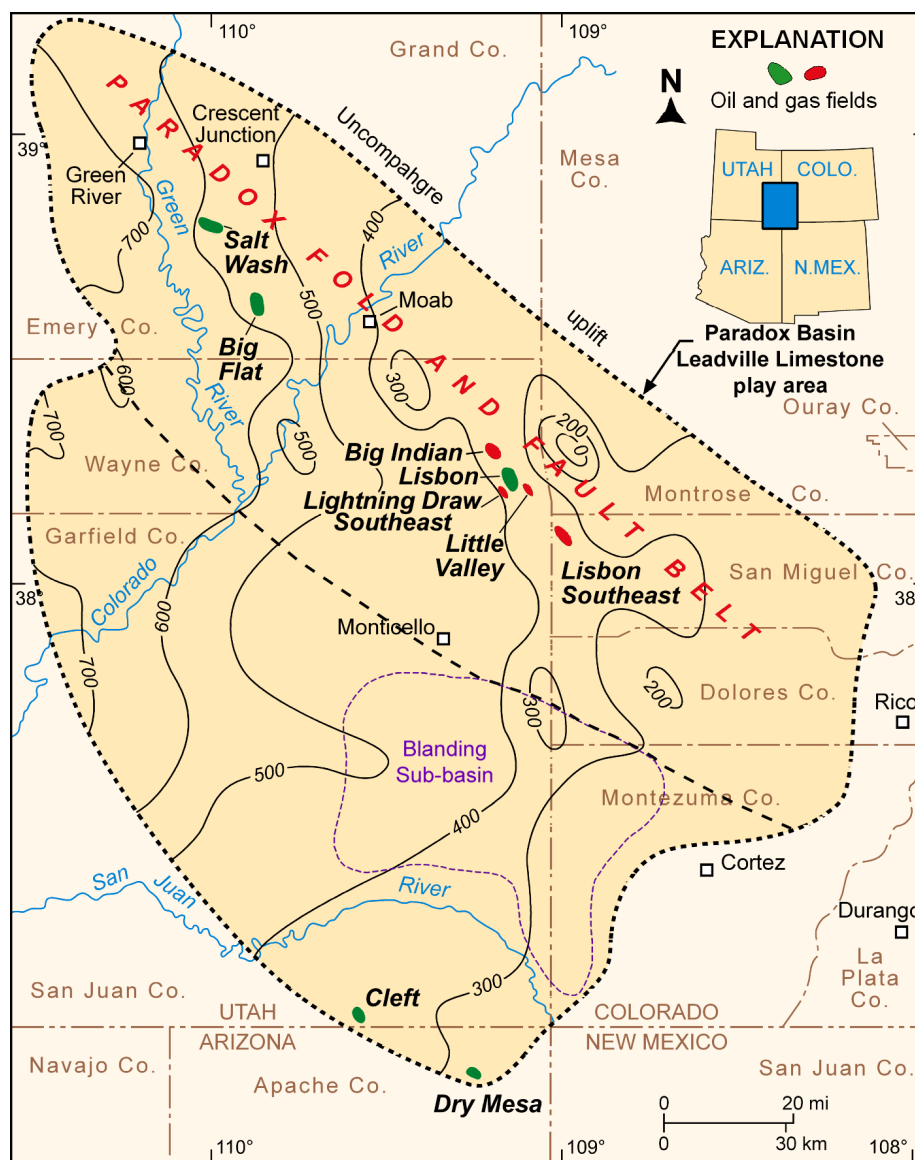 110°
109°
Grand Co.
EXPLANATION
Oil and gas fields
N
PARADOX FOLD AND FAULT BELT
Crescent
Junction
Uncompahgre
uplift
39°
Green
River
Mesa
Co.
UTAH
COLO.
ARIZ.
N.MEX.
Green
River
700
400
River
Salt
Wash
500
Moab
Big
Flat
Emery Co.
Paradox Basin
Leadville Limestone
play area
600
300
Ouray Co.
700
500
200
0
Wayne Co.
Big Indian
Lisbon
Lightning Draw
Southeast
Montrose Co.
Garfield Co.
Little
Valley
Lisbon
Southeast
San Miguel Co.
38°
38
Colorado
600
Monticello
700
300
200
Dolores Co.
Rico
Blanding
Sub-basin
500
400
Montezuma Co.
Cortez
San Juan
River
Durango
La
Plata
Co.
300
Cleft
San Juan Co.
UTAH
COLORADO
ARIZONA
NEW MEXICO
Navajo Co.
Apache Co.
San Juan Co.
Dry Mesa
0
20 mi
0
30 km
110°
109°
108°